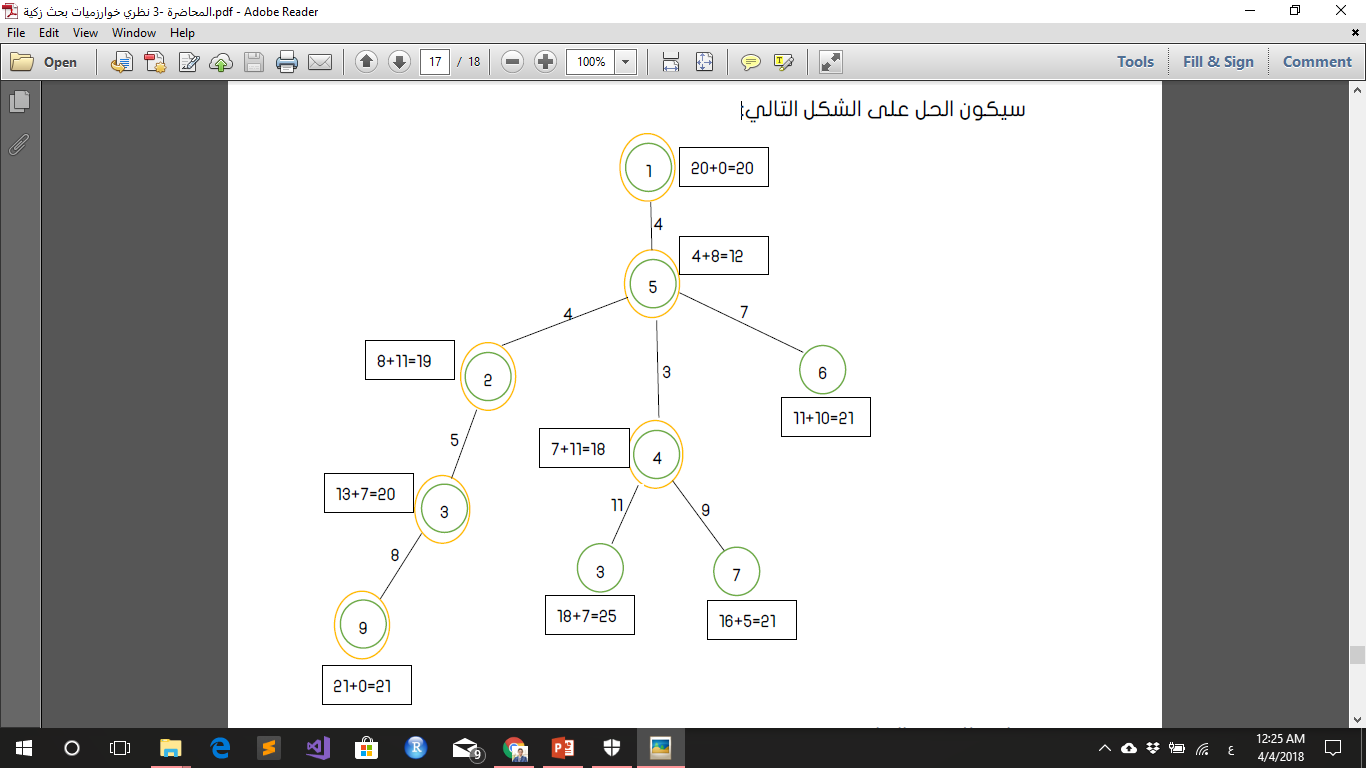 المحاضرة -3 نظري خوارزميات بحث زكية.pdf - Adobe Reader
File Edit View Window Help
Open 17 / 18 100% Tools Fill & Sign Comment
سيكون الحل على الشكل التالي:
1 20+0=20
4
4+8=12
5
4 7
8+11=19 2 3 6
11+10=21
5 7+11=18 4
13+7=20 3 11 9
8 3 7
18+7=25 16+5=21
9
21+0=21
9 R ع 12:25 AM
4/4/2018